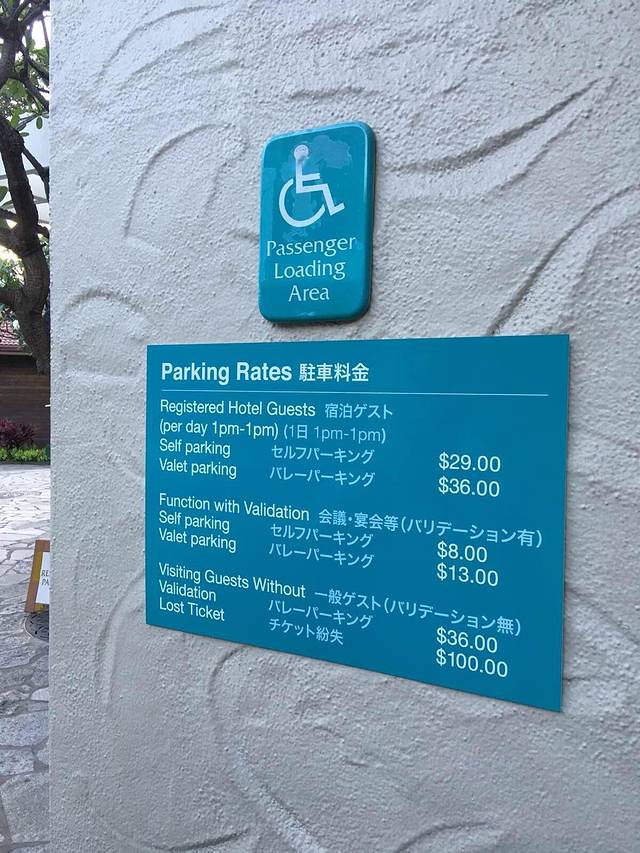 Passenger
Loading
Area
Parking Rates 駐車料金
Registered Hotel Guests 宿泊ゲスト
(per day 1pm-1pm) (1日 1pm-1pm)
Self parking セルフパーキング $29.00
Valet parking バレーパーキング $36.00
Function with Validation 会議・宴会等(バリデーション有)
Self parking セルフパーキング $8.00
Valet parking バレーパーキング $13.00
Visiting Guests Without 一般ゲスト(バリデーション無)
Validation バレーパーキング $36.00
Lost Ticket チケット紛失 $100.00